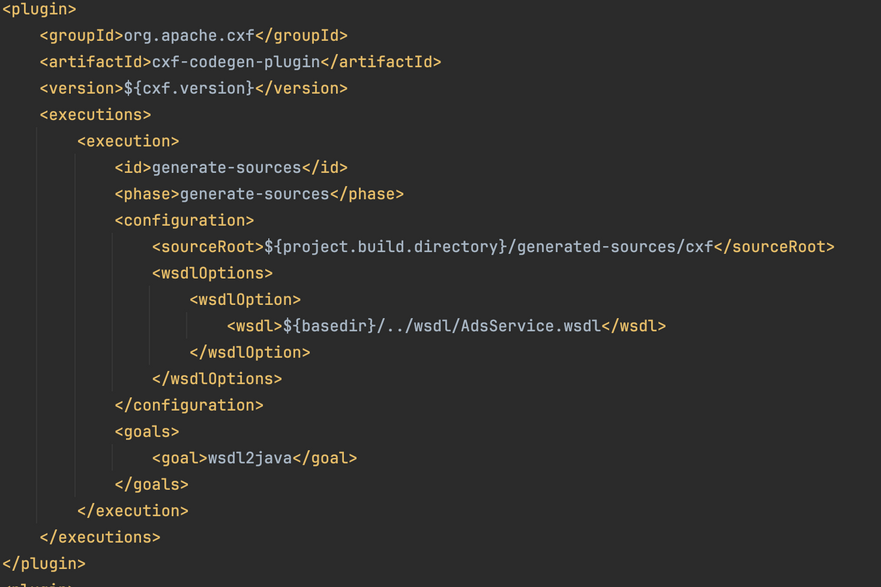 <plugin>
    <groupId>org.apache.cxf</groupId>
    <artifactId>cxf-codegen-plugin</artifactId>
    <version>${cxf.version}</version>
    <executions>
        <execution>
            <id>generate-sources</id>
            <phase>generate-sources</phase>
            <configuration>
                <sourceRoot>${project.build.directory}/generated-sources/cxf</sourceRoot>
                <wsdlOptions>
                    <wsdlOption>
                        <wsdl>${basedir}/../wsdl/AdsService.wsdl</wsdl>
                    </wsdlOption>
                </wsdlOptions>
            </configuration>
            <goals>
                <goal>wsdl2java</goal>
            </goals>
        </execution>
    </executions>
</plugin>